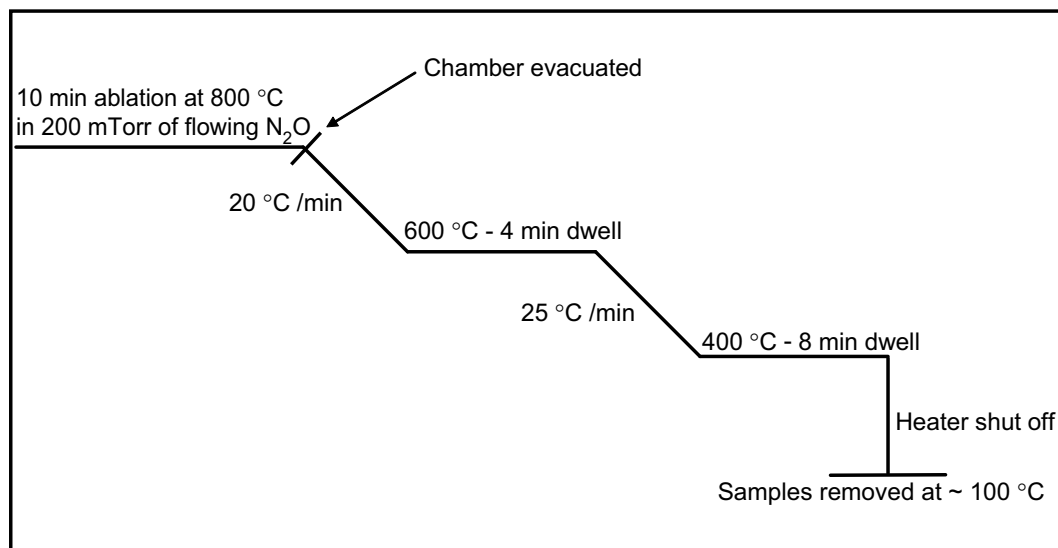 Chamber evacuated
10 min ablation at 800 °C
in 200 mTorr of flowing N₂O
20 °C /min
600 °C - 4 min dwell
25 °C /min
400 °C - 8 min dwell
Heater shut off
Samples removed at ~ 100 °C